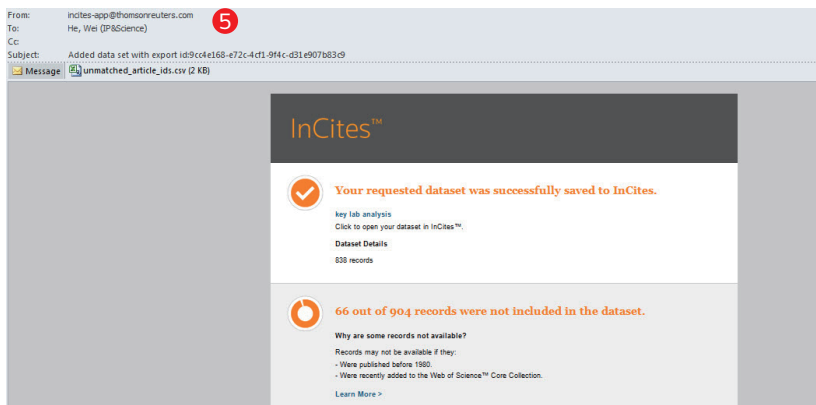 From: incites-app@thomsonreuters.com 5
To: He, Wei (IP&Science)
Cc:
Subject: Added data set with export id:9cc4e168-e72c-4cf1-9f4c-d31e907b83c9
Message unmatched_article_ids.csv (2 KB)
InCites™
Your requested dataset was successfully saved to InCites.
key lab analysis
Click to open your dataset in InCites™.
Dataset Details
838 records
66 out of 904 records were not included in the dataset.
Why are some records not available?
Records may not be available if they:
- Were published before 1980.
- Were recently added to the Web of Science™ Core Collection.
Learn More >